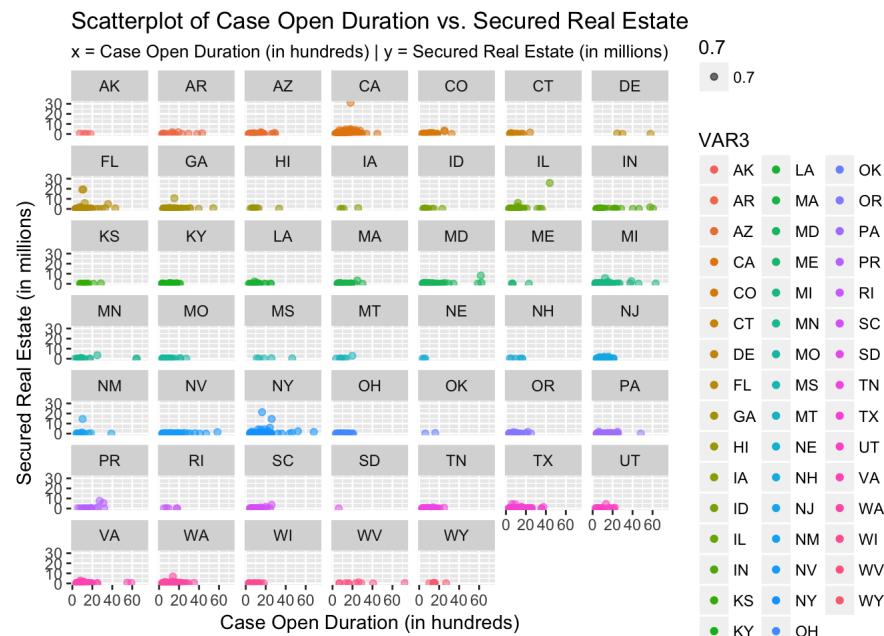 Scatterplot of Case Open Duration vs. Secured Real Estate
x = Case Open Duration (in hundreds) | y = Secured Real Estate (in millions)
AK AR AZ CA CO CT DE
30
20
10
0
FL GA HI IA ID IL IN
30
20
10
0
KS KY LA MA MD ME MI
30
20
10
0
MN MO MS MT NE NH NJ
30
20
10
0
NM NV NY OH OK OR PA
30
20
10
0
PR RI SC SD TN TX UT
30
20
10
0
0 20 40 60 0 20 40 60
VA WA WI WV WY
30
20
10
0
0 20 40 60 0 20 40 60 0 20 40 60 0 20 40 60 0 20 40 60
Case Open Duration (in hundreds)
Secured Real Estate (in millions)
0.7
0.7
VAR3
AK LA OK
AR MA OR
AZ MD PA
CA ME PR
CO MI RI
CT MN SC
DE MO SD
FL MS TN
GA MT TX
HI NE UT
IA NH VA
ID NJ WA
IL NM WI
IN NV WV
KS NY WY
KY OH